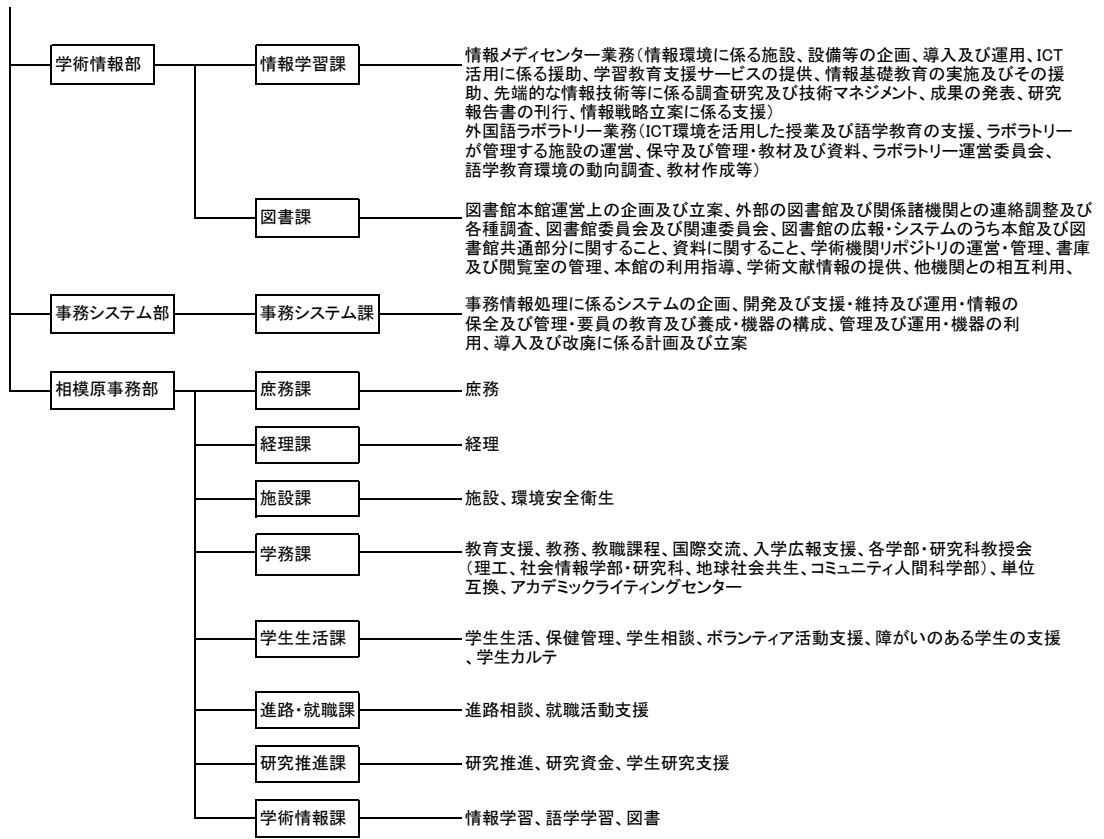 学術情報部
情報学習課
情報メディセンター業務(情報環境に係る施設、設備等の企画、導入及び運用、ICT
活用に係る援助、学習教育支援サービスの提供、情報基礎教育の実施及びその援
助、先端的な情報技術等に係る調査研究及び技術マネジメント、成果の発表、研究
報告書の刊行、情報戦略立案に係る支援)
外国語ラボラトリー業務(ICT環境を活用した授業及び語学教育の支援、ラボラトリー
が管理する施設の運営、保守及び管理・教材及び資料、ラボラトリー運営委員会、
語学教育環境の動向調査、教材作成等)
図書課
図書館本館運営上の企画及び立案、外部の図書館及び関係諸機関との連絡調整及び
各種調査、図書館委員会及び関連委員会、図書館の広報・システムのうち本館及び図
書館共通部分に関すること、資料に関すること、学術機関リポジトリの運営・管理、書庫
及び閲覧室の管理、本館の利用指導、学術文献情報の提供、他機関との相互利用、
事務システム部
事務システム課
事務情報処理に係るシステムの企画、開発及び支援・維持及び運用・情報の
保全及び管理・要員の教育及び養成・機器の構成、管理及び運用・機器の利
用、導入及び改廃に係る計画及び立案
相模原事務部
庶務課
庶務
経理課
経理
施設課
施設、環境安全衛生
学務課
教育支援、教務、教職課程、国際交流、入学広報支援、各学部・研究科教授会
(理工、社会情報学部・研究科、地球社会共生、コミュニティ人間科学部)、単位
互換、アカデミックライティングセンター
学生生活課
学生生活、保健管理、学生相談、ボランティア活動支援、障がいのある学生の支援
、学生カルテ
進路・就職課
進路相談、就職活動支援
研究推進課
研究推進、研究資金、学生研究支援
学術情報課
情報学習、語学学習、図書